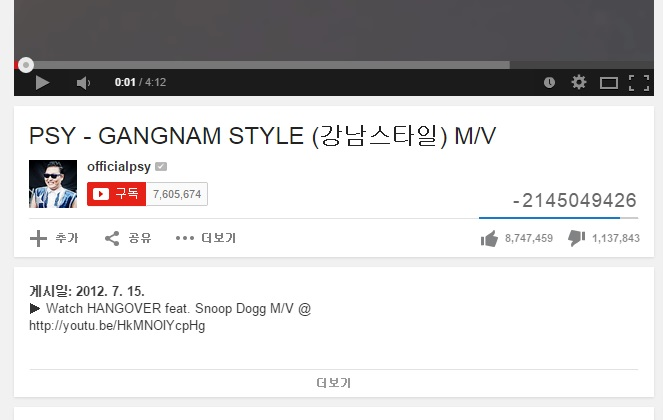 0:01 / 4:12
PSY - GANGNAM STYLE (강남스타일) M/V
officialpsy
구독 7,605,674
-2145049426
추가 공유 더보기 8,747,459 1,137,843
게시일: 2012. 7. 15.
▶ Watch HANGOVER feat. Snoop Dogg M/V @
http://youtu.be/HkMNOlYcpHg
더보기